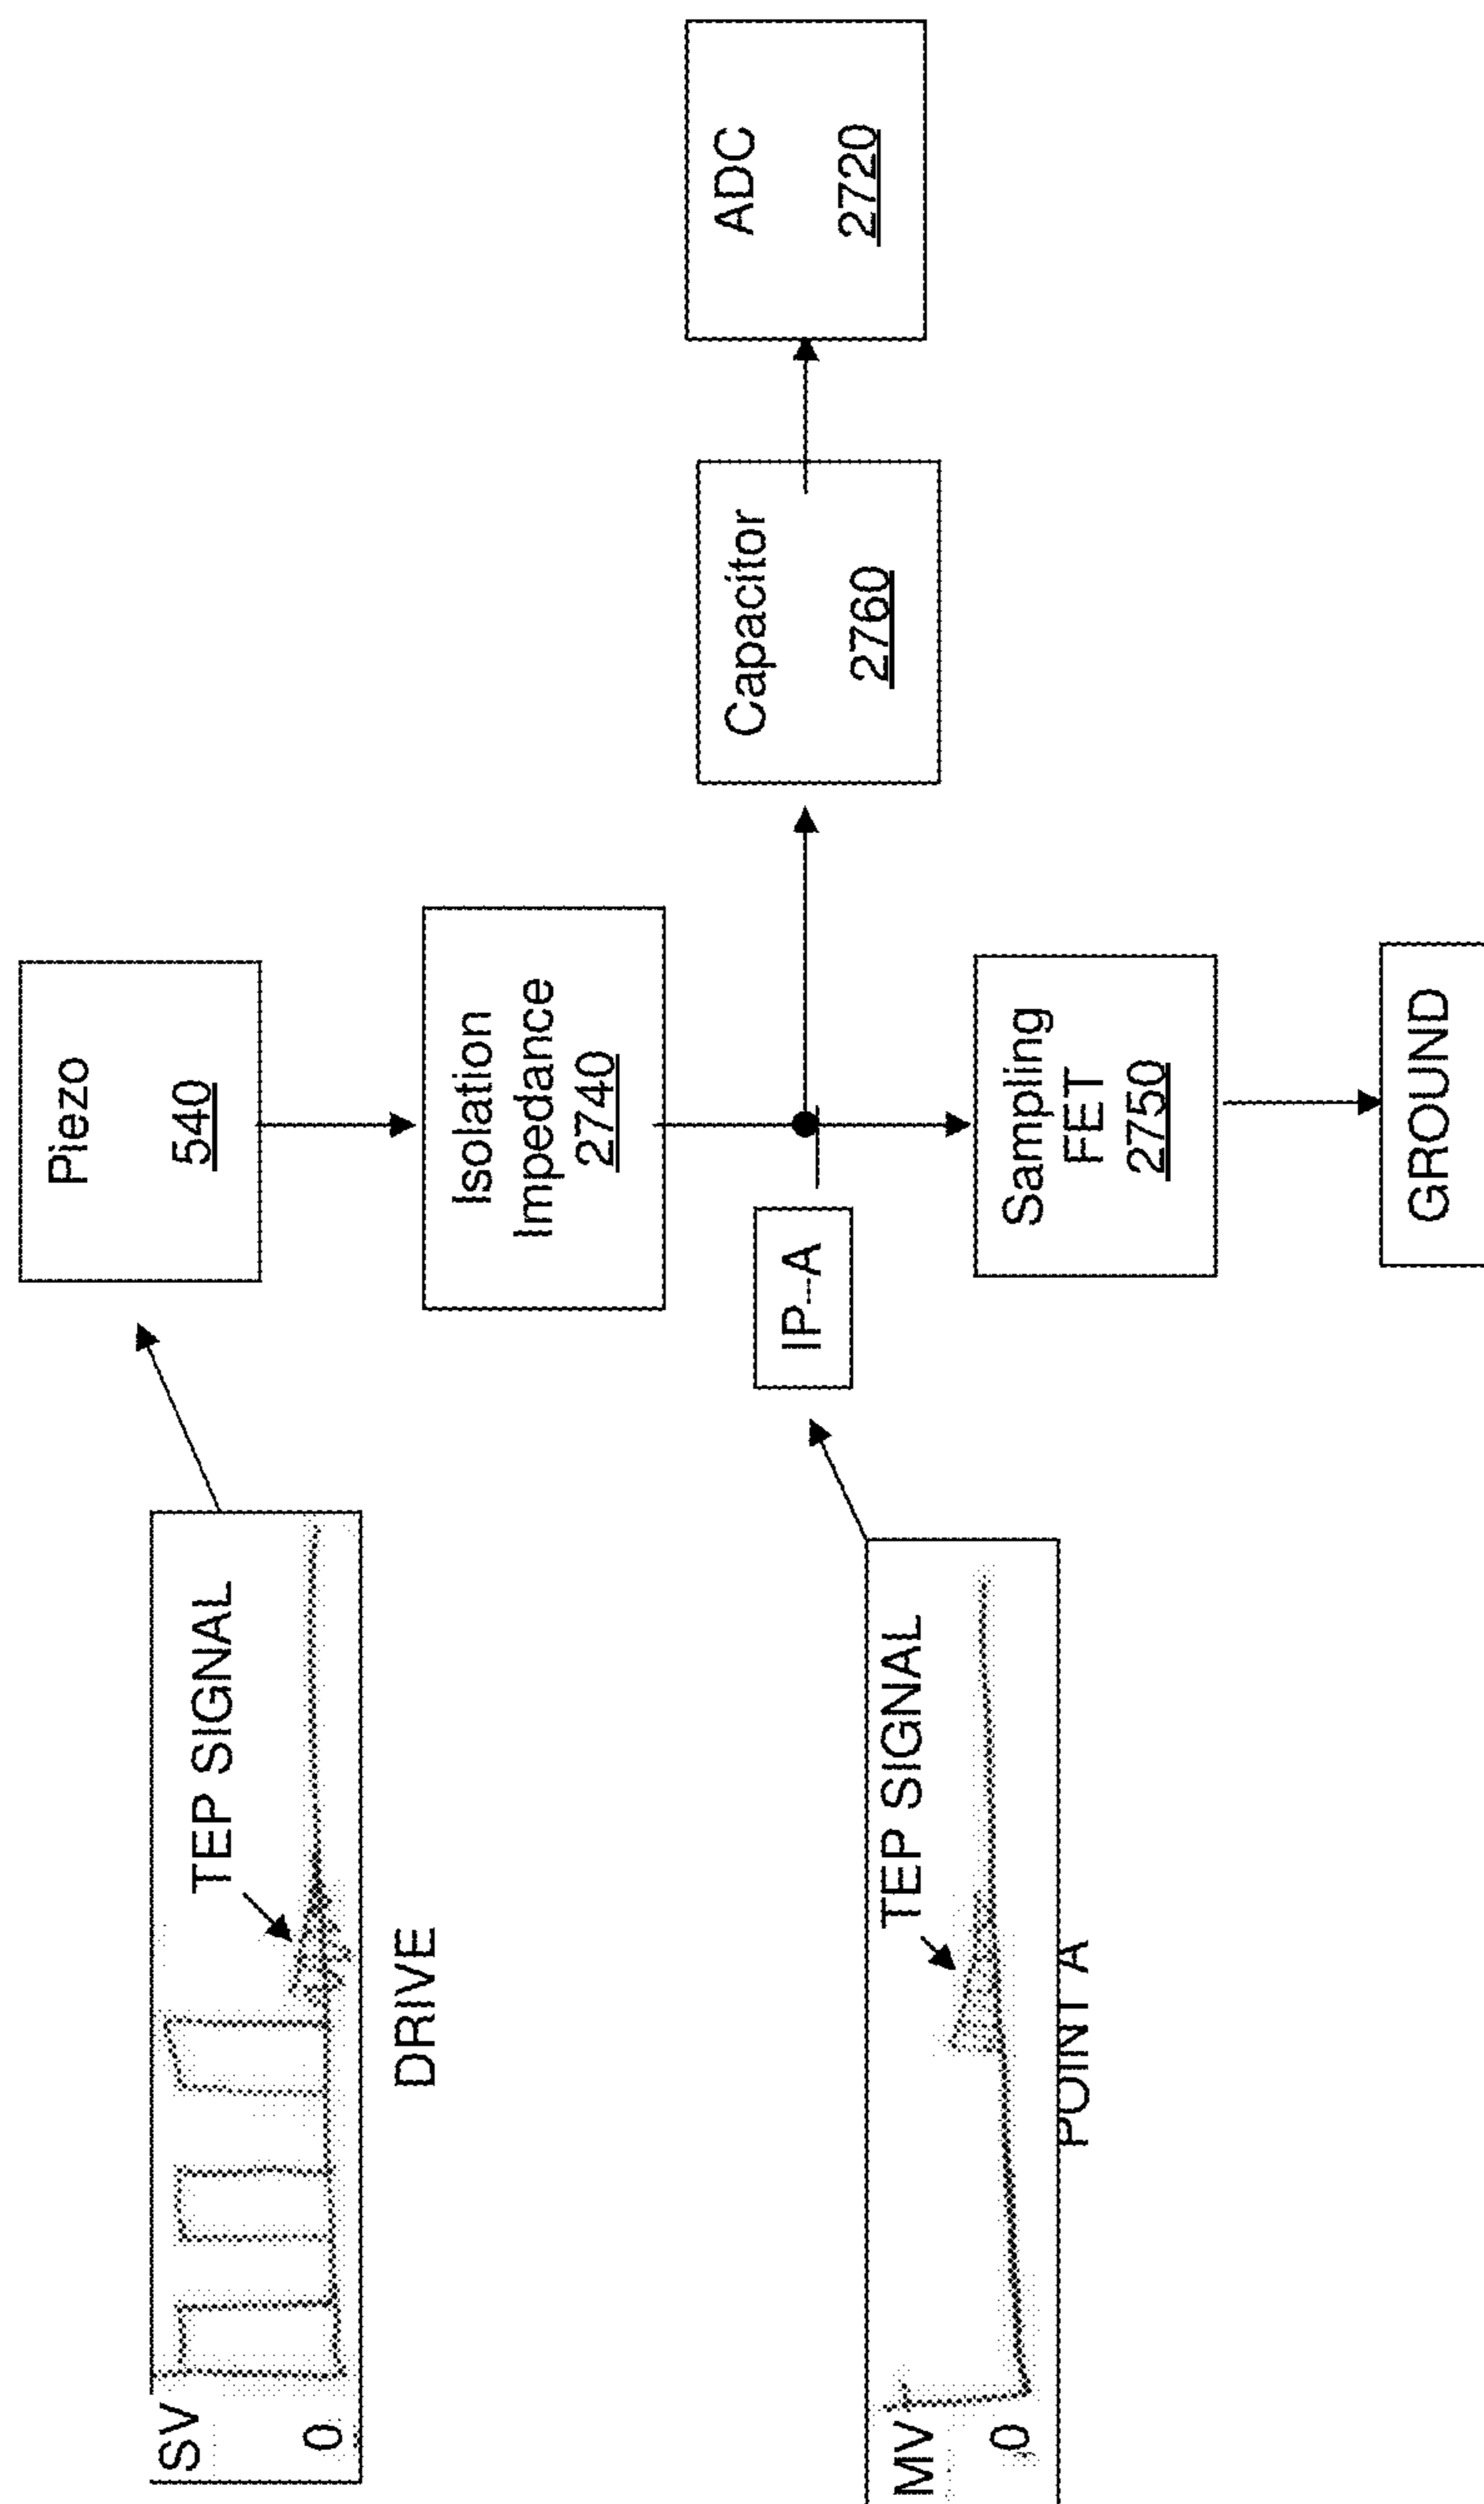 Piezo
540
Isolation
Impedance
2740
IP--A
Sampling
FET
2750
GROUND
Capacitor
2760
ADC
2720
SV
0
TEP SIGNAL
DRIVE
MV
0
TEP SIGNAL
POINT A